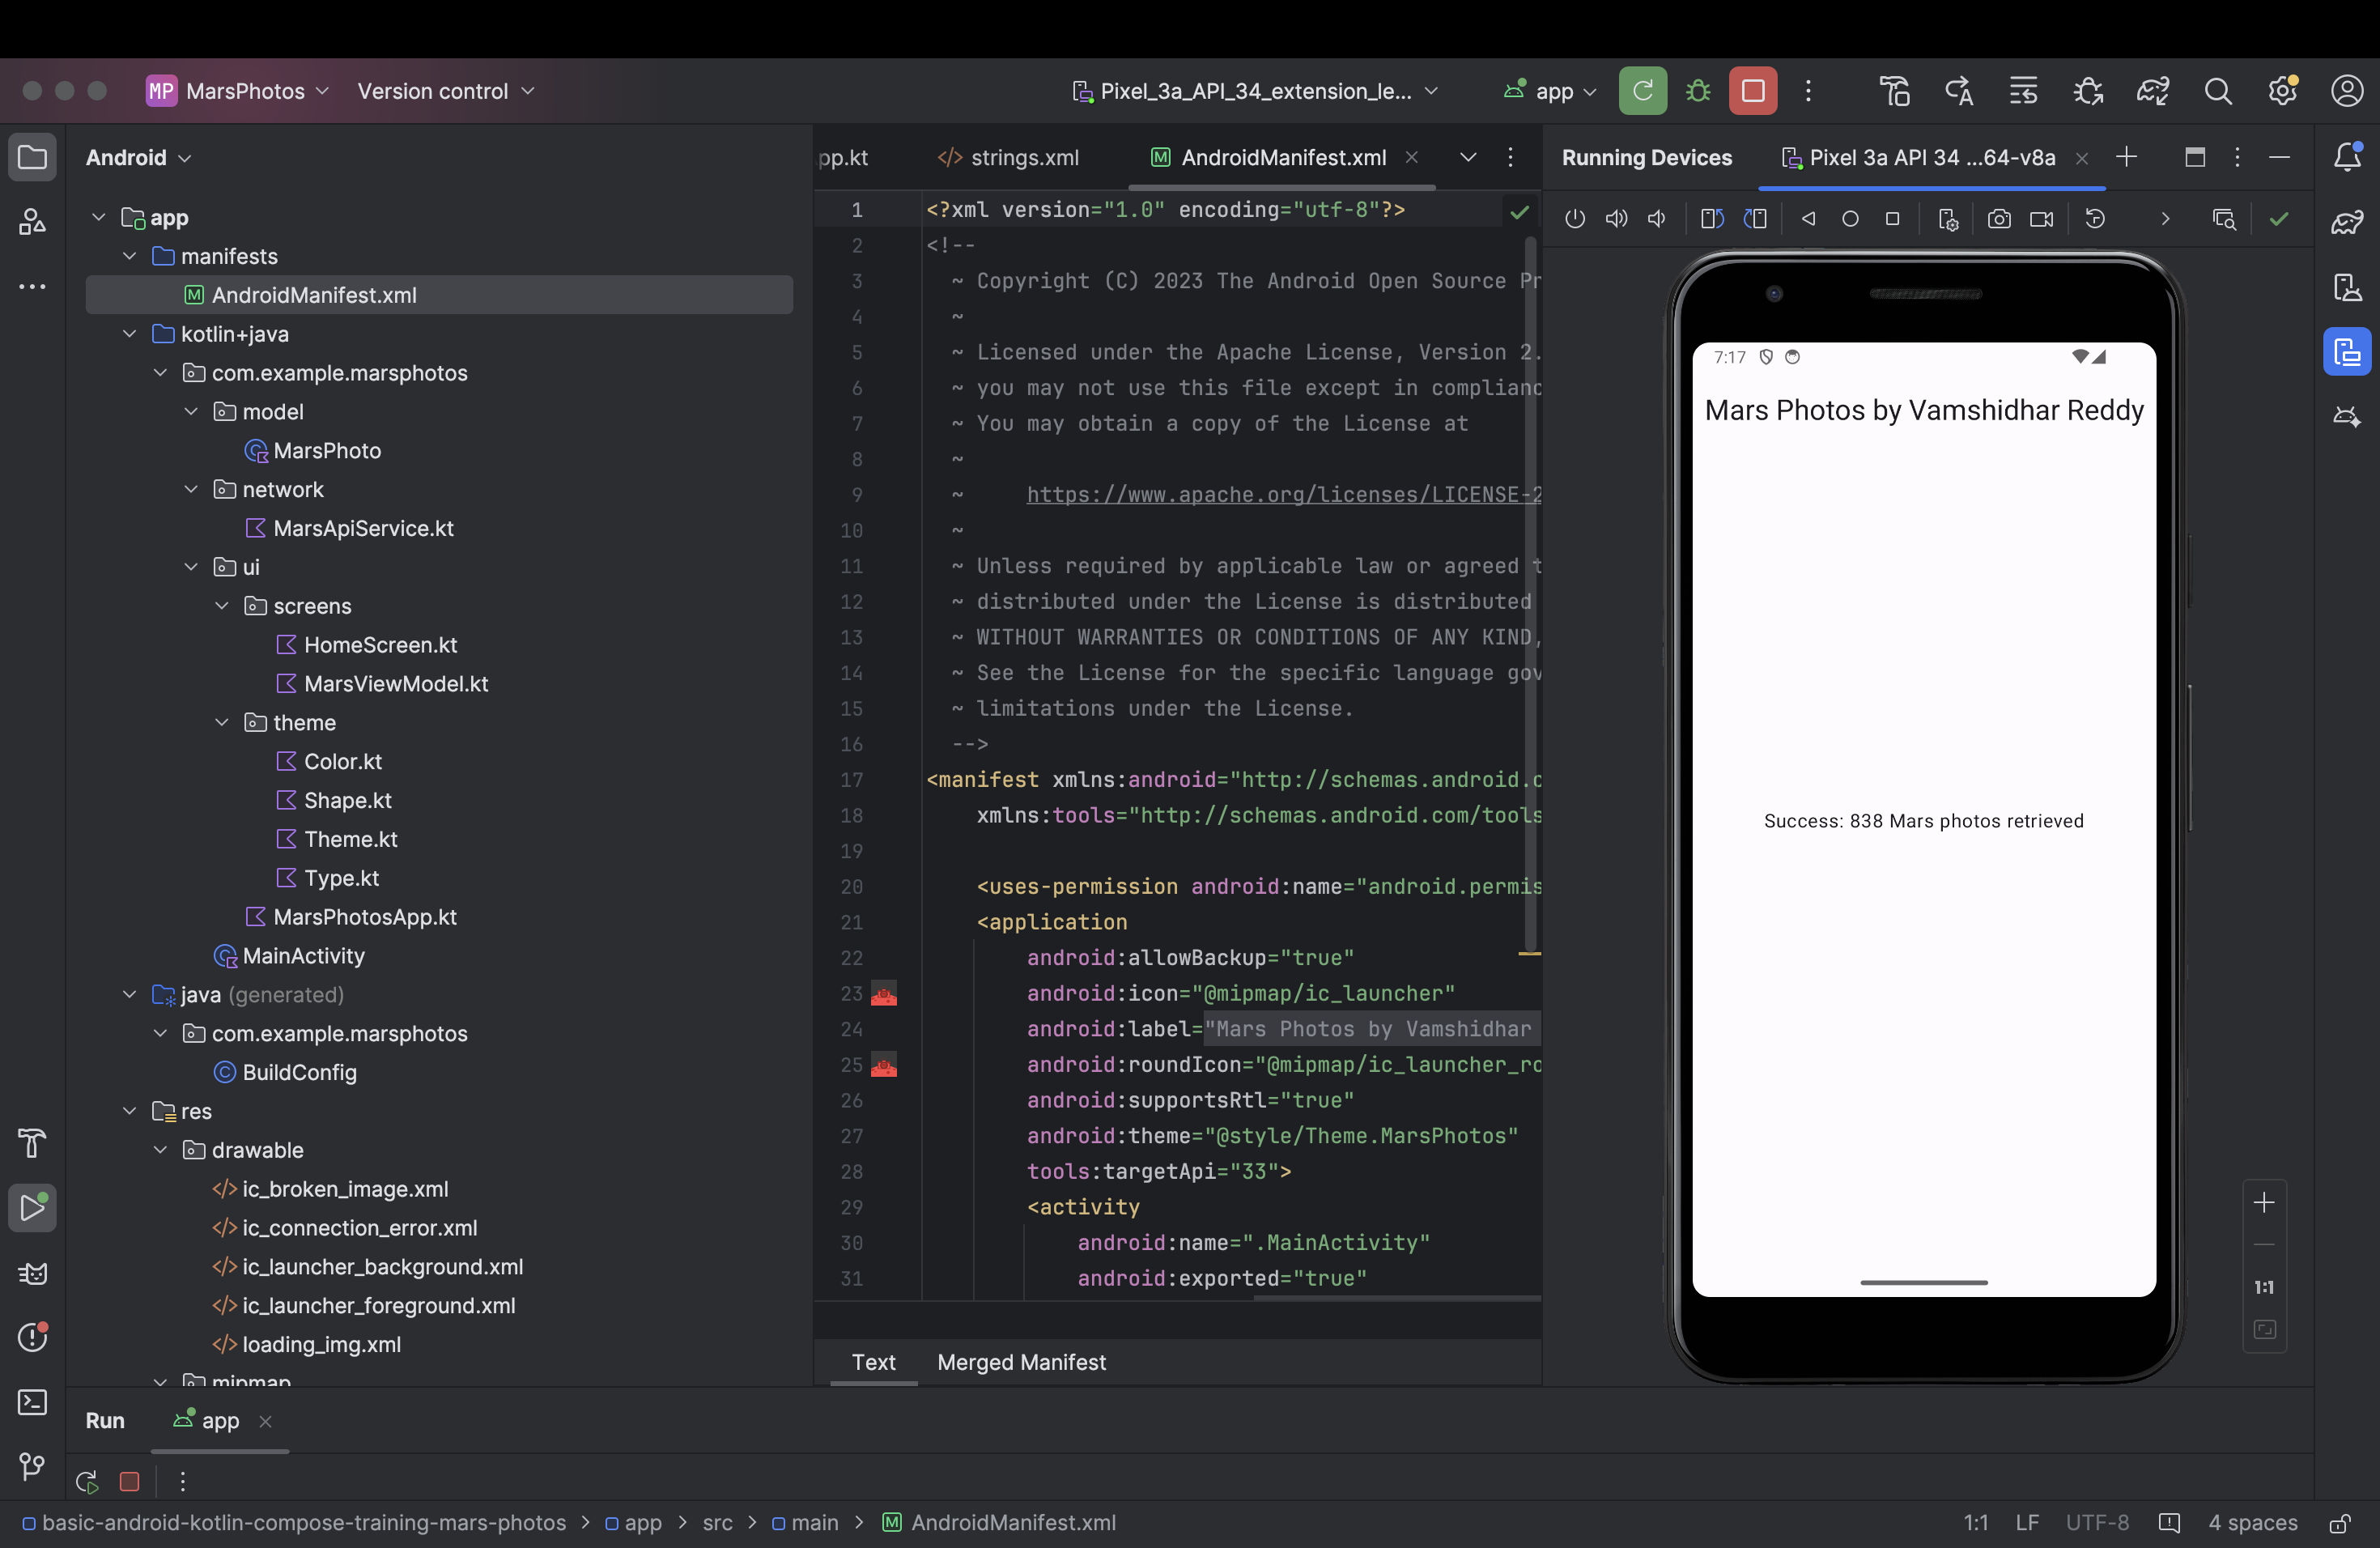 MP MarsPhotos Version control Pixel_3a_API_34_extension_le... app
Android
app
manifests
AndroidManifest.xml
kotlin+java
com.example.marsphotos
model
MarsPhoto
network
MarsApiService.kt
ui
screens
HomeScreen.kt
MarsViewModel.kt
theme
Color.kt
Shape.kt
Theme.kt
Type.kt
MarsPhotosApp.kt
MainActivity
java (generated)
com.example.marsphotos
BuildConfig
res
drawable
ic_broken_image.xml
ic_connection_error.xml
ic_launcher_background.xml
ic_launcher_foreground.xml
loading_img.xml
mipmap
pp.kt strings.xml AndroidManifest.xml
1 <?xml version="1.0" encoding="utf-8"?>
2 <!--
3 ~ Copyright (C) 2023 The Android Open Source Pr
4 ~
5 ~ Licensed under the Apache License, Version 2.
6 ~ you may not use this file except in complianc
7 ~ You may obtain a copy of the License at
8 ~
9 ~ https://www.apache.org/licenses/LICENSE-2
10 ~
11 ~ Unless required by applicable law or agreed t
12 ~ distributed under the License is distributed
13 ~ WITHOUT WARRANTIES OR CONDITIONS OF ANY KIND,
14 ~ See the License for the specific language gov
15 ~ limitations under the License.
16 -->
17 <manifest xmlns:android="http://schemas.android.c
18 xmlns:tools="http://schemas.android.com/tools
19
20 <uses-permission android:name="android.permis
21 <application
22 android:allowBackup="true"
23 android:icon="@mipmap/ic_launcher"
24 android:label="Mars Photos by Vamshidhar
25 android:roundIcon="@mipmap/ic_launcher_ro
26 android:supportsRtl="true"
27 android:theme="@style/Theme.MarsPhotos"
28 tools:targetApi="33">
29 <activity
30 android:name=".MainActivity"
31 android:exported="true"
Text Merged Manifest
Running Devices Pixel 3a API 34 ...64-v8a
7:17
Mars Photos by Vamshidhar Reddy
Success: 838 Mars photos retrieved
1:1
Run app
basic-android-kotlin-compose-training-mars-photos > app > src > main > AndroidManifest.xml
1:1 LF UTF-8 4 spaces